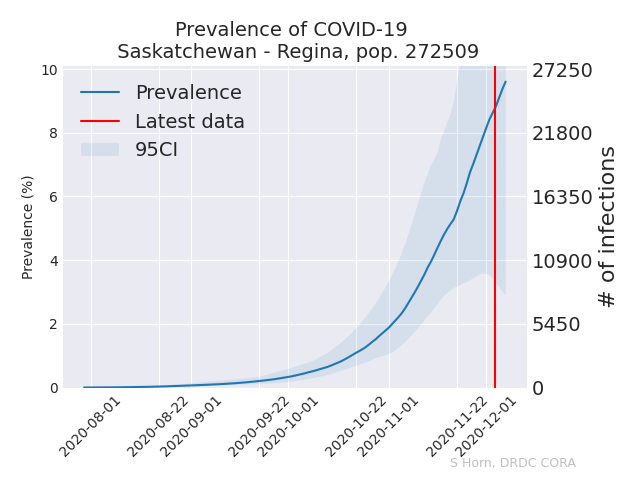 Prevalence of COVID-19
Saskatchewan - Regina, pop. 272509
Prevalence
Latest data
95CI
Prevalence (%)
10
8
6
4
2
0
27250
21800
16350
10900
5450
0
# of infections
2020-08-01
2020-08-22
2020-09-01
2020-09-22
2020-10-01
2020-10-22
2020-11-01
2020-11-22
2020-12-01
S Horn, DRDC CORA